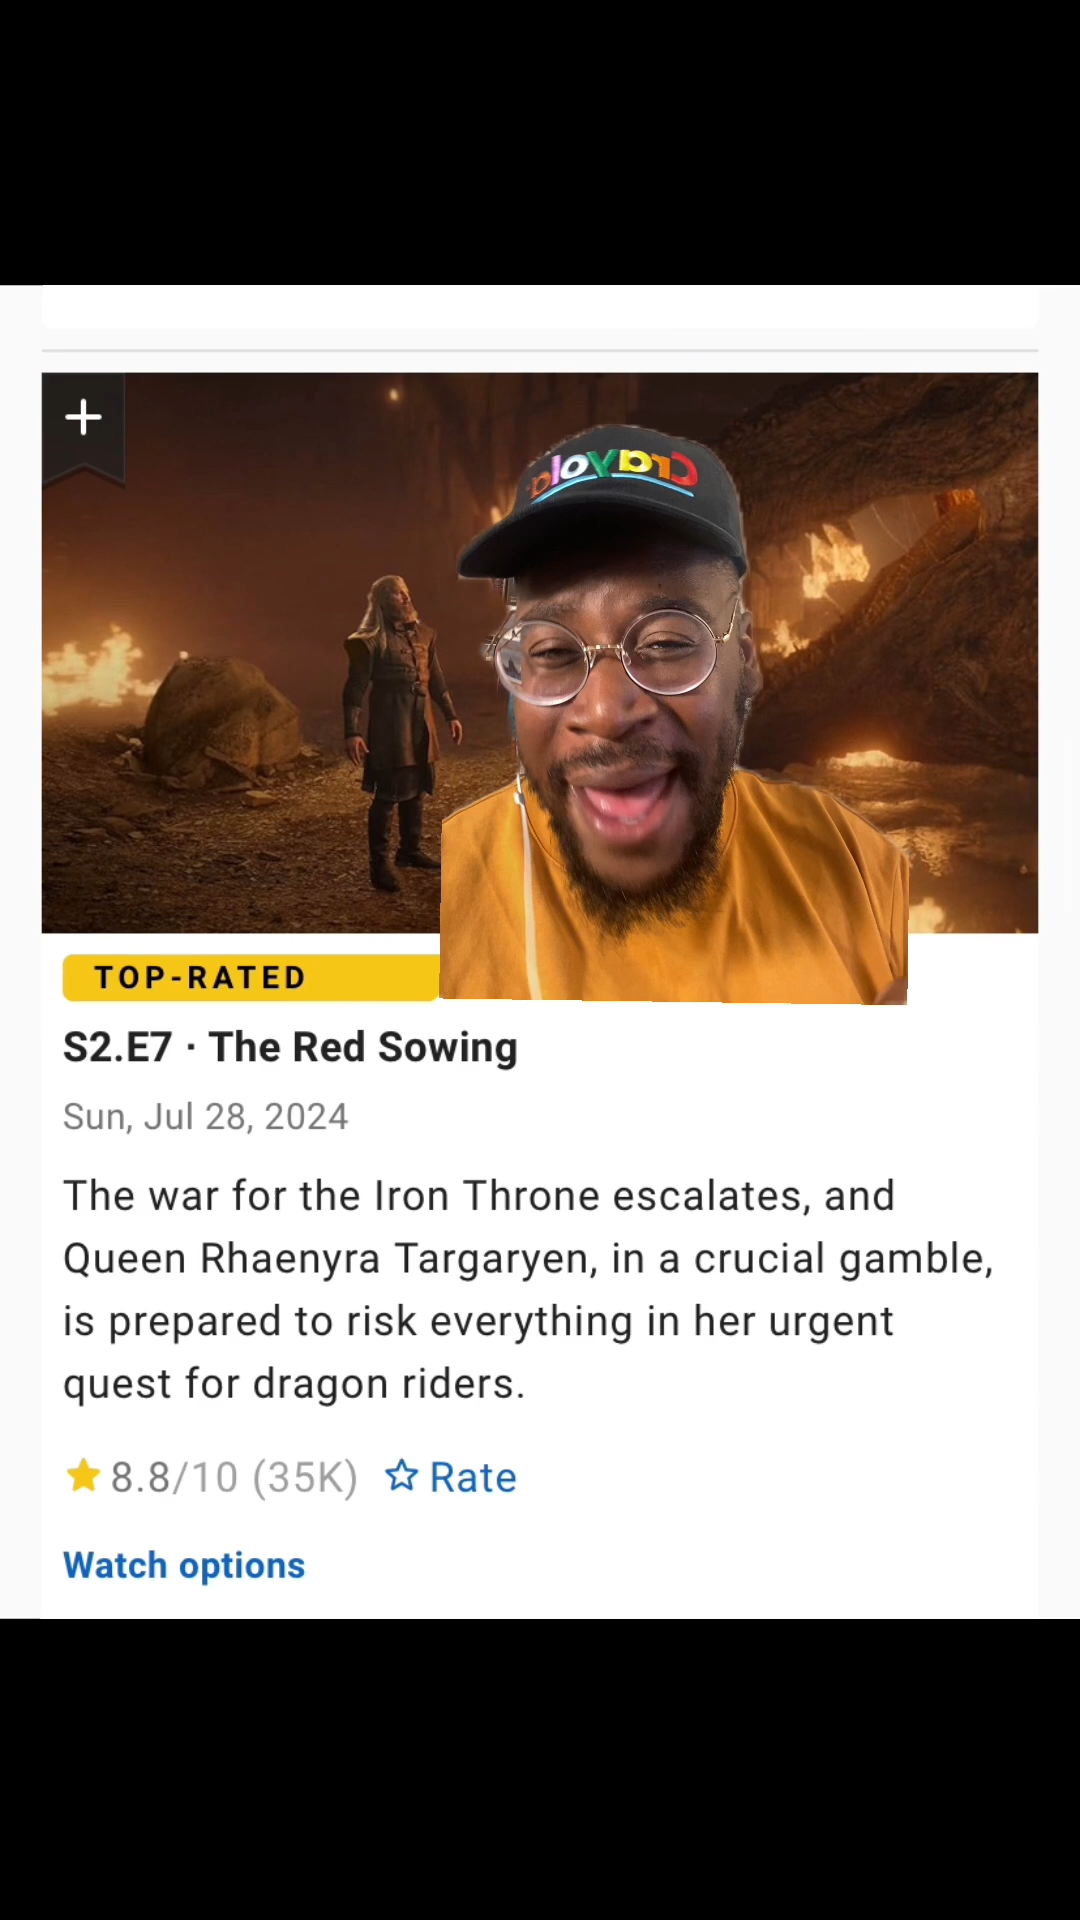 Crayola
TOP-RATED
S2.E7 · The Red Sowing
Sun, Jul 28, 2024
The war for the Iron Throne escalates, and
Queen Rhaenyra Targaryen, in a crucial gamble,
is prepared to risk everything in her urgent
quest for dragon riders.
8.8/10 (35K) Rate
Watch options